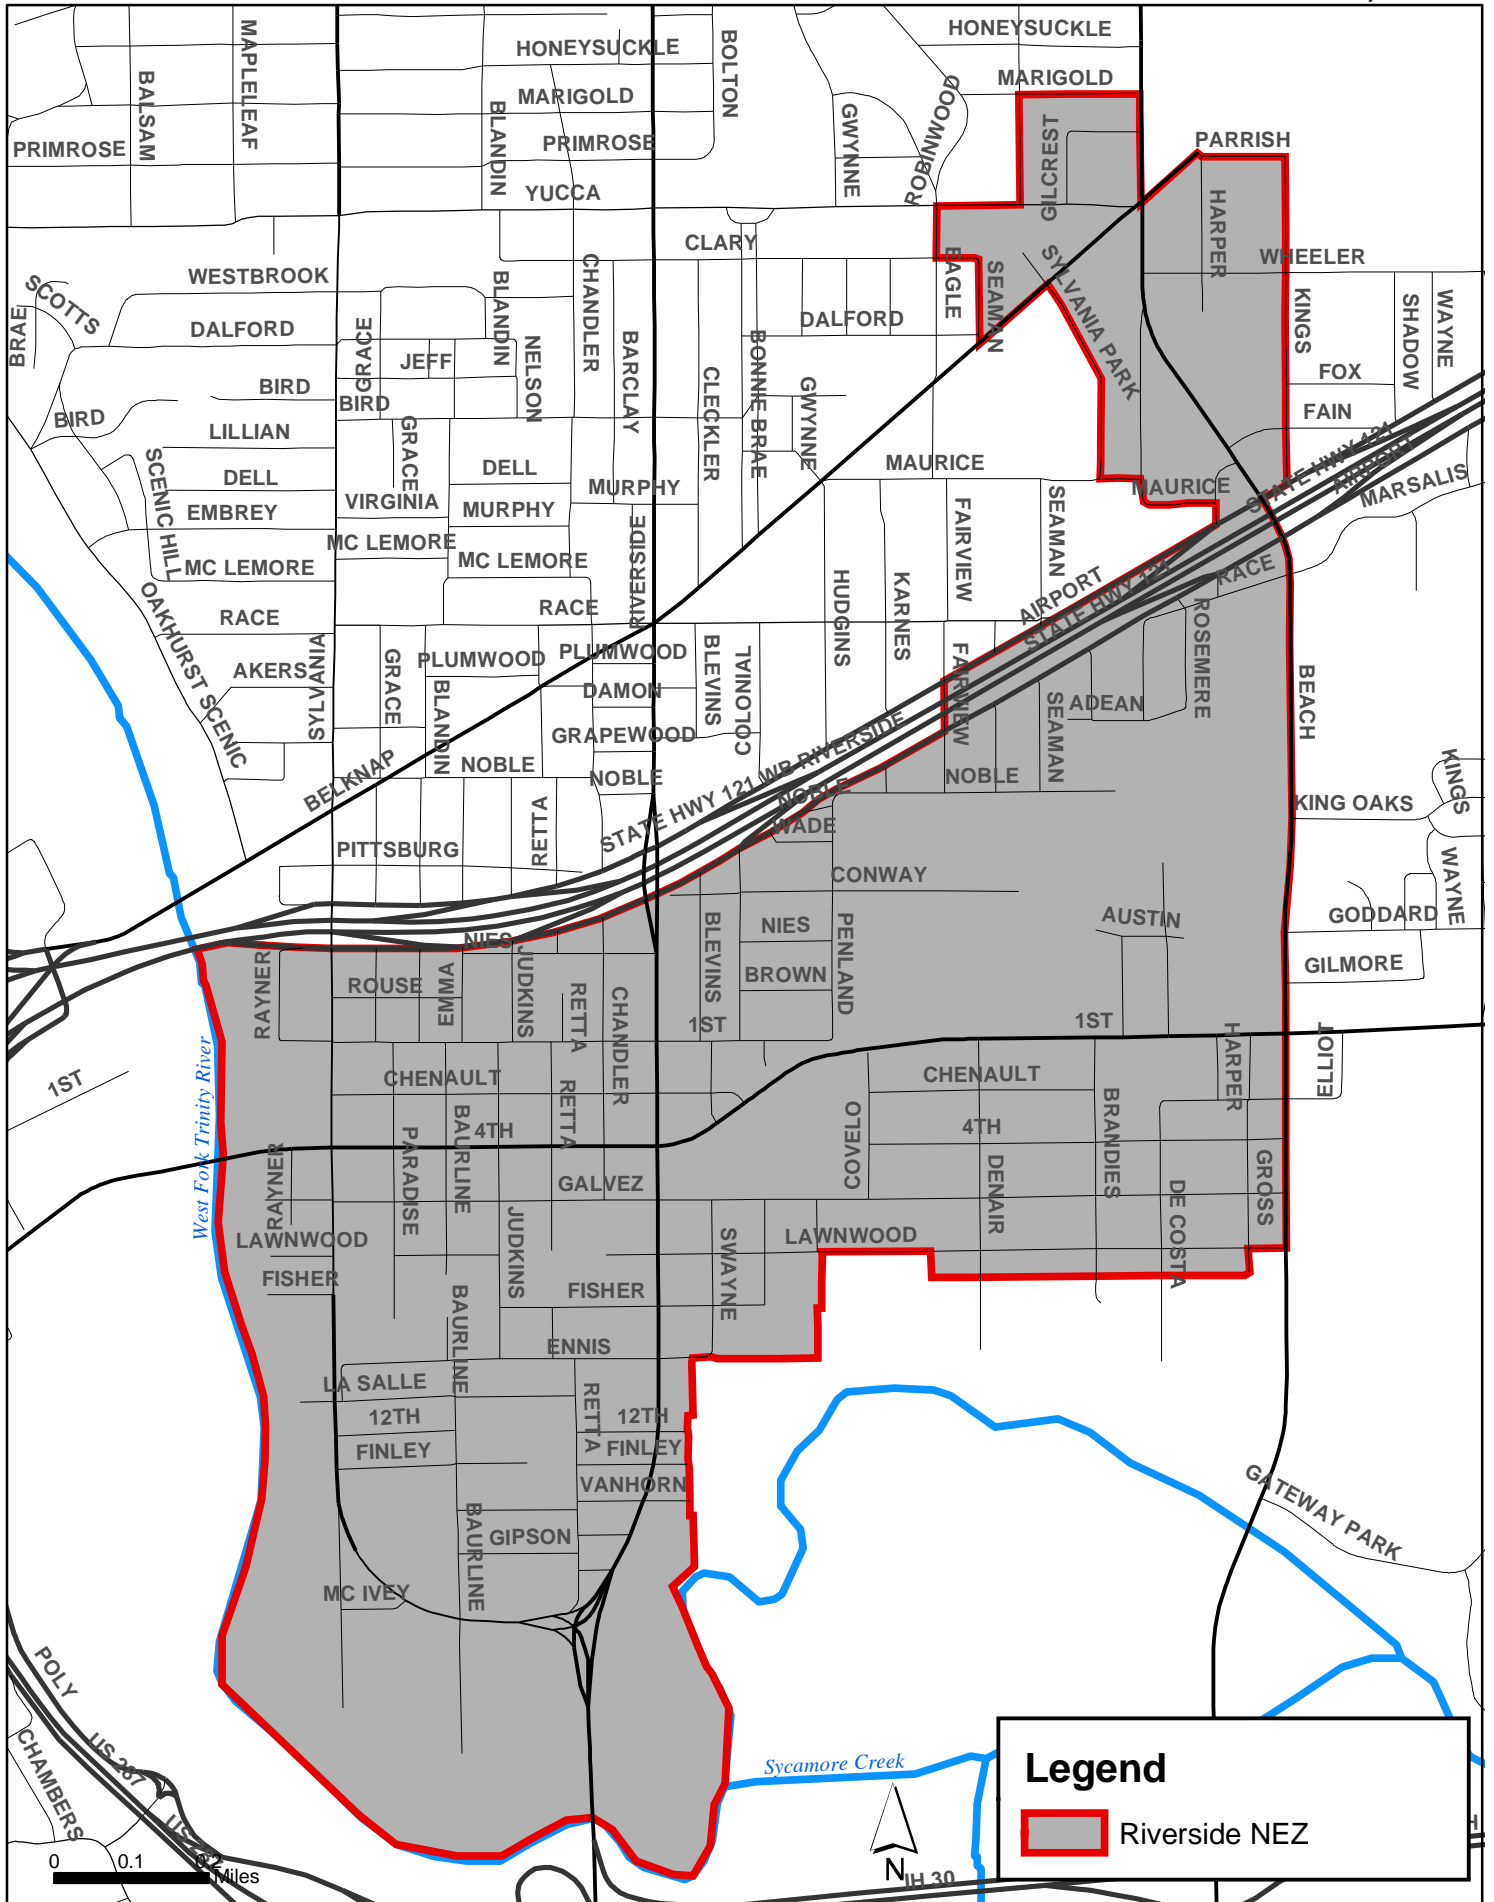 HONEYSUCKLE
MARIGOLD
HONEYSUCKLE
MARIGOLD
PRIMROSE
YUCCA
BOLTON
MAPLELEAF
BALSAM
PRIMROSE
BLANDIN
GWYNNE
ROBINWOOD
GILCREST
PARRISH
HARPER
WHEELER
CLARY
EAGLE
SEAMAN
SYLVANIA PARK
KINGS
SHADOW
WAYNE
WESTBROOK
SCOTTS
BRAE
DALFORD
GRACE
BLANDIN
CHANDLER
JEFF
NELSON
BARCLAY
CLECKLER
BONNIE BRAE
DALFORD
GWYNNE
FOX
FAIN
BIRD
BIRD
BIRD
LILLIAN
GRACE
DELL
DELL
MURPHY
MAURICE
MAURICE
STATE HWY 121
AIRPORT
MARSALIS
SCENIC HILL
EMBREY
VIRGINIA
MURPHY
MC LEMORE
MC LEMORE
MC LEMORE
RIVERSIDE
HUDGINS
KARNES
FAIRVIEW
SEAMAN
AIRPORT
STATE HWY 121
RACE
ROSEMERE
OAKHURST SCENIC
RACE
RACE
AKERS
SYLVANIA
GRACE
PLUMWOOD
BLANDIN
PLUMWOOD
DAMON
BLEVINS
COLONIAL
GRAPEWOOD
NOBLE
NOBLE
FAIRVIEW
SEAMAN
ADEAN
BEACH
BELKNAP
STATE HWY 121 WB RIVERSIDE
NOBLE
NOBLE
WADE
KINGS
KING OAKS
PITTSBURG
RETTA
CONWAY
WAYNE
NIES
BLEVINS
NIES
PENLAND
AUSTIN
GODDARD
GILMORE
RAYNER
ROUSE
EMMA
JUDKINS
RETTA
CHANDLER
BROWN
1ST
1ST
1ST
HARPER
ELLIOT
West Fork Trinity River
CHENAULT
RETTA
CHENAULT
BRANDIES
PARADISE
BAURLINE
4TH
COVELO
4TH
RAYNER
GALVEZ
DENAIR
DE COSTA
GROSS
LAWNWOOD
JUDKINS
SWAYNE
LAWNWOOD
FISHER
BAURLINE
FISHER
ENNIS
LA SALLE
12TH
RETTA
12TH
FINLEY
FINLEY
VANHORN
BAURLINE
GIPSON
GATEWAY PARK
MC IVEY
POLY
US 287
CHAMBERS
Sycamore Creek
Legend
Riverside NEZ
N
IH 30
0 0.1 0.2
Miles